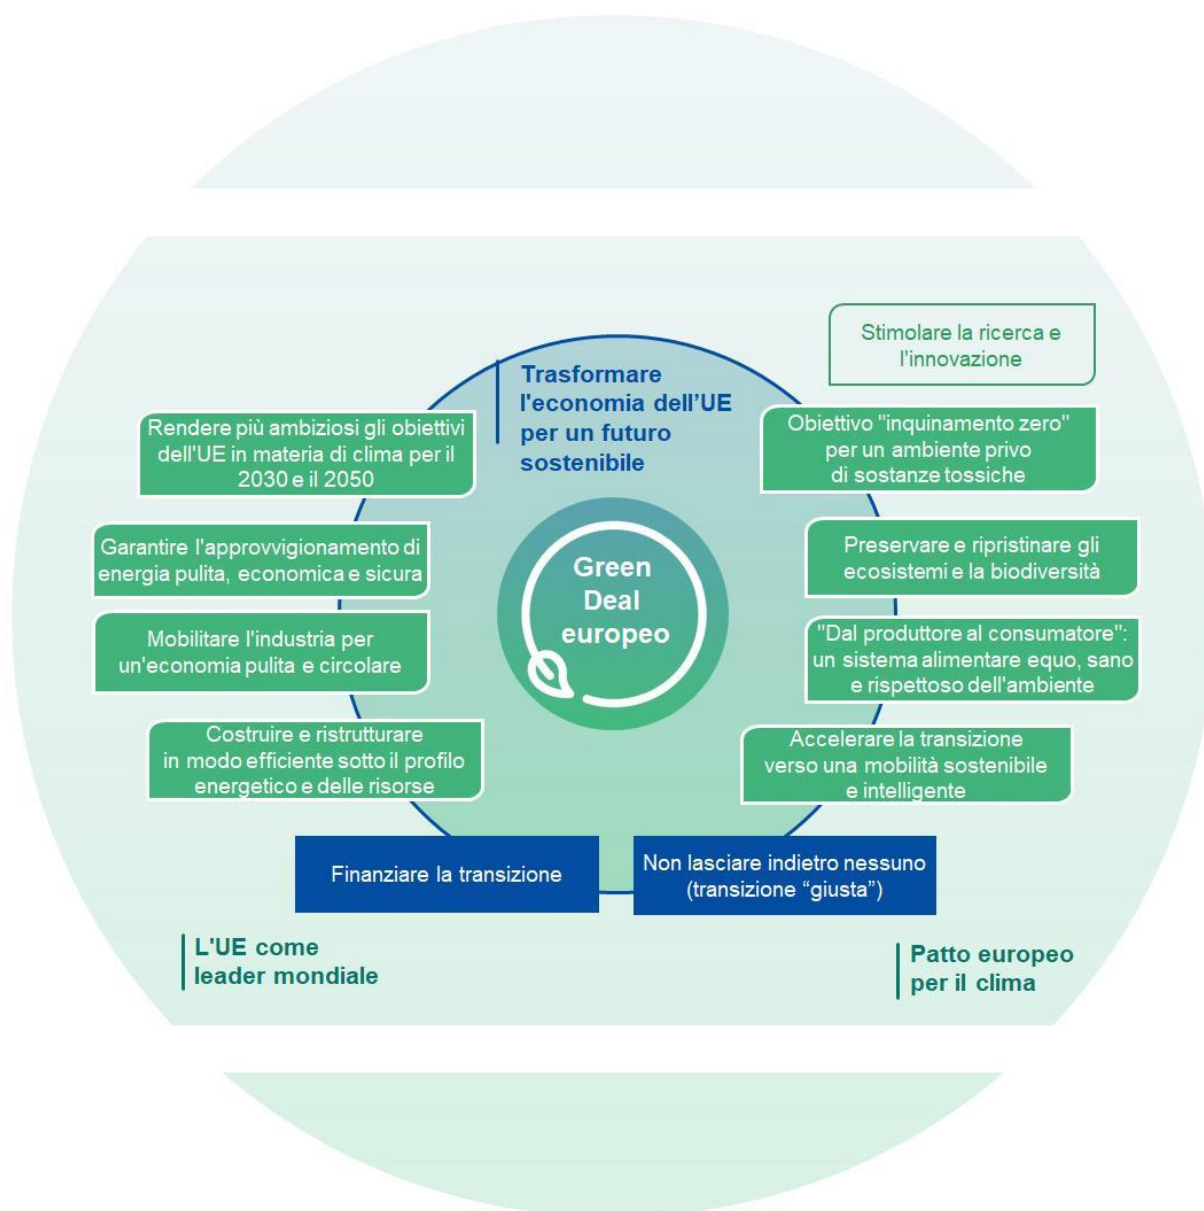 Stimolare la ricerca e
l'innovazione
Trasformare
l'economia dell’UE
per un futuro
sostenibile
Rendere più ambiziosi gli obiettivi
dell'UE in materia di clima per il
2030 e il 2050
Obiettivo "inquinamento zero"
per un ambiente privo
di sostanze tossiche
Garantire l'approvvigionamento di
energia pulita, economica e sicura
Preservare e ripristinare gli
ecosistemi e la biodiversità
Green
Deal
europeo
Mobilitare l'industria per
un'economia pulita e circolare
"Dal produttore al consumatore":
un sistema alimentare equo, sano
e rispettoso dell'ambiente
Costruire e ristrutturare
in modo efficiente sotto il profilo
energetico e delle risorse
Accelerare la transizione
verso una mobilità sostenibile
e intelligente
Finanziare la transizione
Non lasciare indietro nessuno
(transizione “giusta”)
L'UE come
leader mondiale
Patto europeo
per il clima